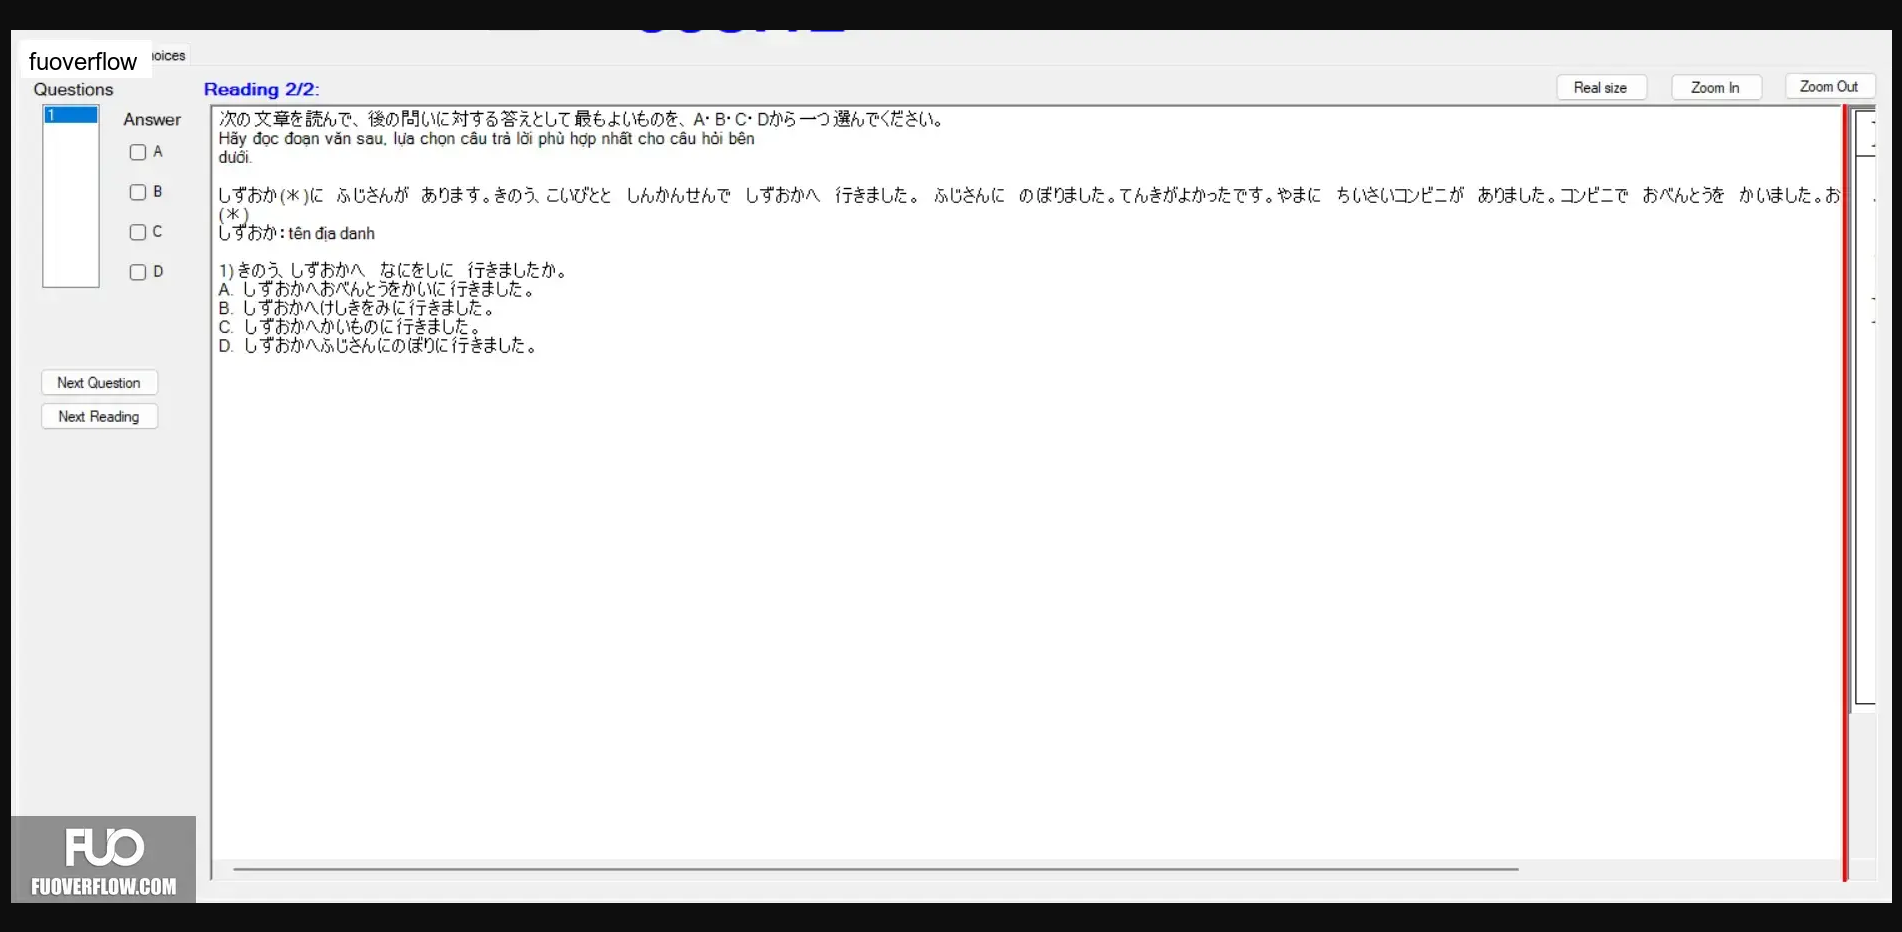 fuoverflow
oices
Questions
Reading 2/2:
Real size
Zoom In
Zoom Out
1
Answer
A
B
C
D
次の文章を読んで、後の問いに対する答えとして最もよいものを、A・B・C・Dから一つ選んでください。
Hãy đọc đoạn văn sau, lựa chọn câu trả lời phù hợp nhất cho câu hỏi bên
dưới.
しずおか(＊)に　ふじさんが　あります。きのう、こいびとと　しんかんせんで　しずおかへ　行きました。　ふじさんに　のぼりました。てんきがよかったです。やまに　ちいさいコンビニが　ありました。コンビニで　おべんとうを　かいました。お
(＊)
しずおか：tên địa danh
1) きのう、しずおかへ　なにをしに　行きましたか。
A. しずおかへおべんとうをかいに行きました。
B. しずおかへけしきをみに行きました。
C. しずおかへかいものに行きました。
D. しずおかへふじさんにのぼりに行きました。
Next Question
Next Reading
FUO
FUOVERFLOW.COM